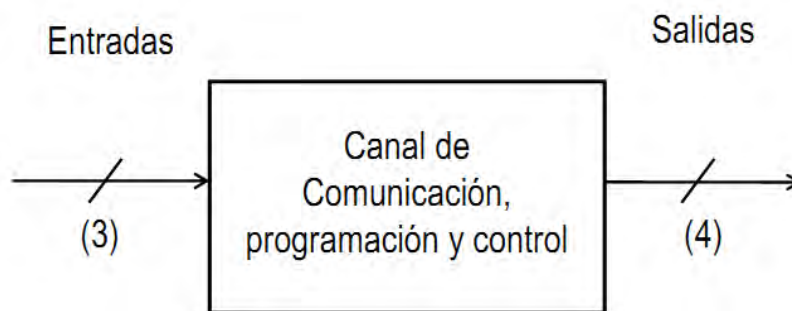 Entradas
Salidas
Canal de
Comunicación,
programación y control
(3)
(4)